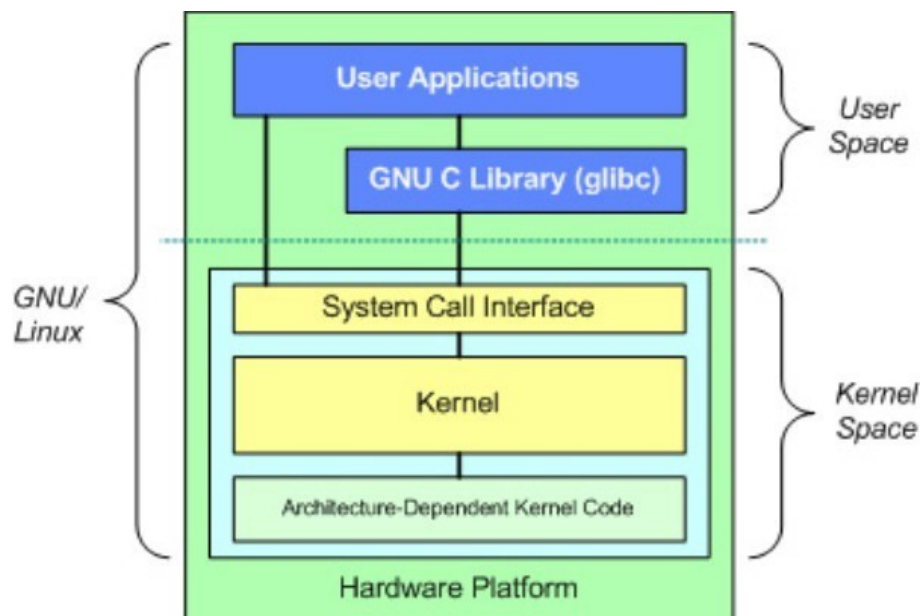 User Applications
User
Space
GNU C Library (glibc)
GNU/
Linux
System Call Interface
Kernel
Kernel
Space
Architecture-Dependent Kernel Code
Hardware Platform